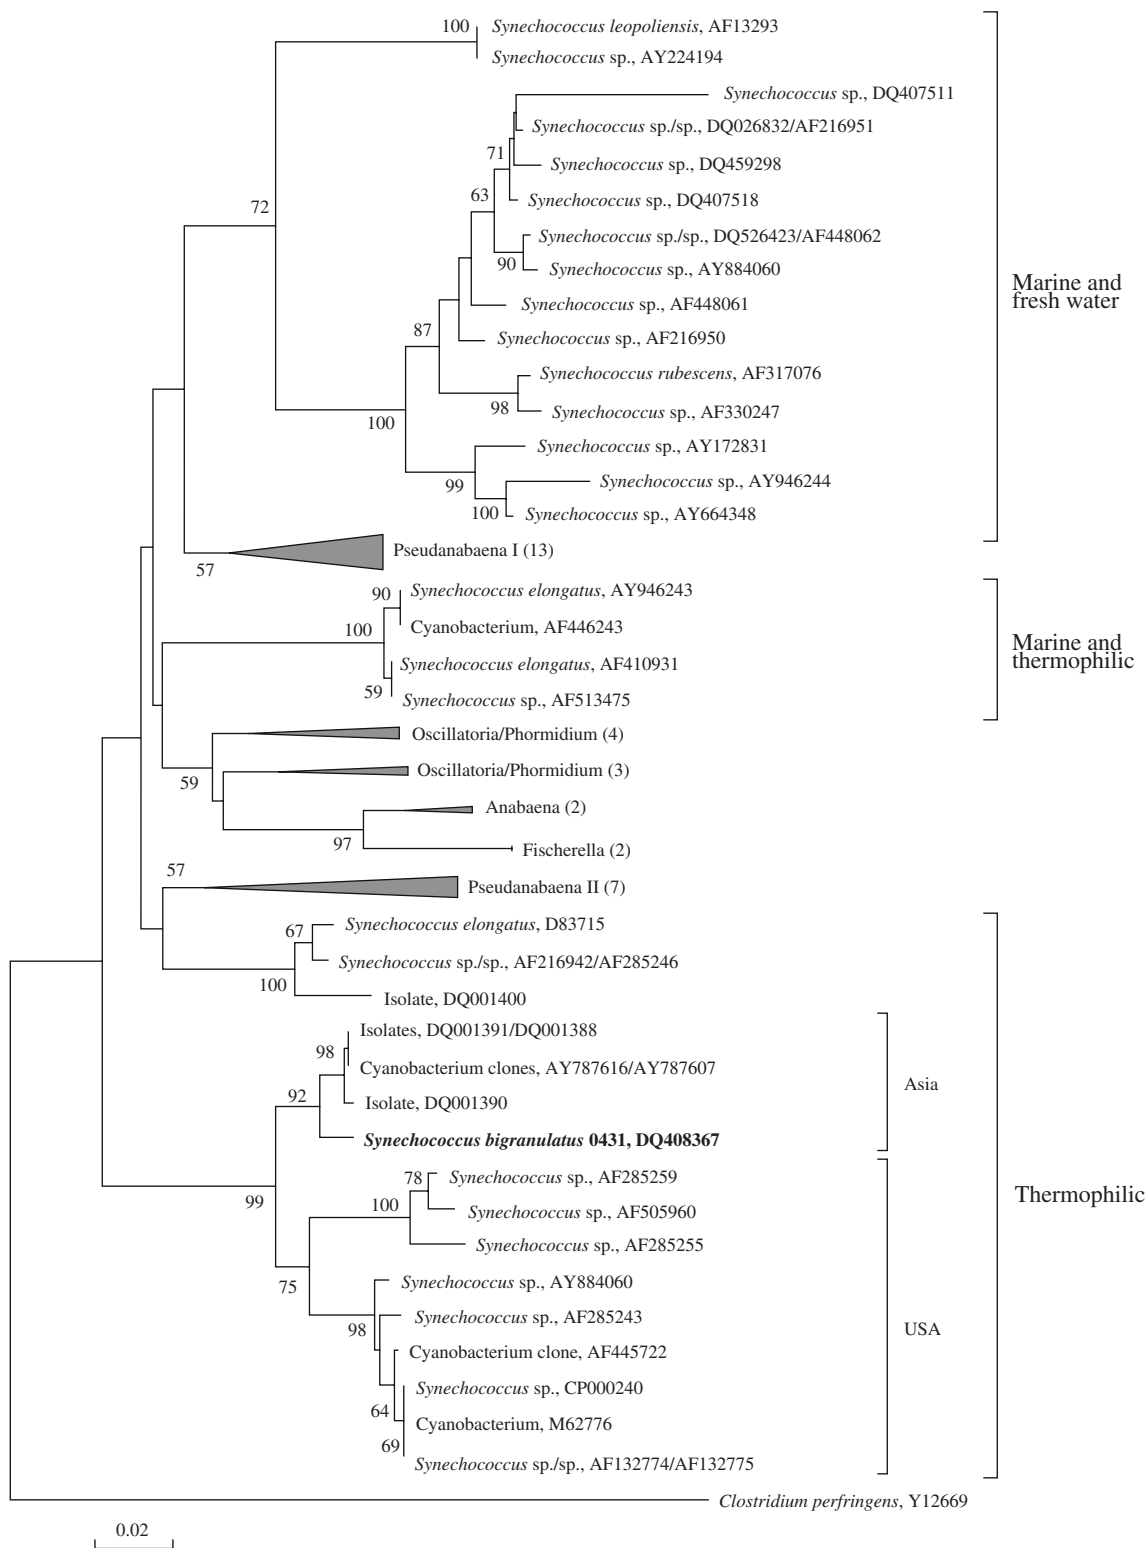 100
Synechococcus leopoliensis, AF13293
Synechococcus sp., AY224194
Synechococcus sp., DQ407511
Synechococcus sp./sp., DQ026832/AF216951
71
Synechococcus sp., DQ459298
63
Synechococcus sp., DQ407518
72
Synechococcus sp./sp., DQ526423/AF448062
90
Synechococcus sp., AY884060
Marine and
fresh water
Synechococcus sp., AF448061
87
Synechococcus sp., AF216950
Synechococcus rubescens, AF317076
98
Synechococcus sp., AF330247
100
Synechococcus sp., AY172831
99
Synechococcus sp., AY946244
100
Synechococcus sp., AY664348
Pseudanabaena I (13)
57
90
Synechococcus elongatus, AY946243
100
Cyanobacterium, AF446243
Marine and
thermophilic
Synechococcus elongatus, AF410931
59
Synechococcus sp., AF513475
Oscillatoria/Phormidium (4)
59
Oscillatoria/Phormidium (3)
Anabaena (2)
97
Fischerella (2)
57
Pseudanabaena II (7)
67
Synechococcus elongatus, D83715
Synechococcus sp./sp., AF216942/AF285246
100
Isolate, DQ001400
Isolates, DQ001391/DQ001388
98
Cyanobacterium clones, AY787616/AY787607
Asia
92
Isolate, DQ001390
Synechococcus bigranulatus 0431, DQ408367
78
Synechococcus sp., AF285259
99
100
Synechococcus sp., AF505960
Thermophilic
Synechococcus sp., AF285255
75
Synechococcus sp., AY884060
Synechococcus sp., AF285243
98
USA
Cyanobacterium clone, AF445722
Synechococcus sp., CP000240
64
Cyanobacterium, M62776
69
Synechococcus sp./sp., AF132774/AF132775
Clostridium perfringens, Y12669
0.02